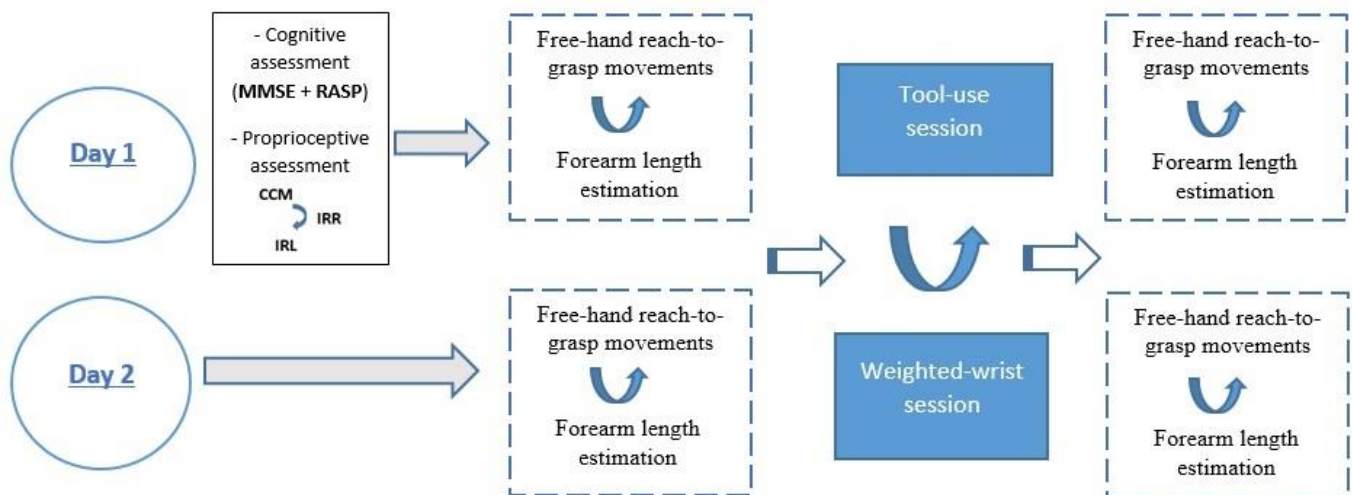 Day 1
- Cognitive
assessment
(MMSE + RASP)
- Proprioceptive
assessment
CCM
IRR
IRL
Free-hand reach-to-
grasp movements
Forearm length
estimation
Tool-use
session
Free-hand reach-to-
grasp movements
Forearm length
estimation
Day 2
Free-hand reach-to-
grasp movements
Forearm length
estimation
Weighted-wrist
session
Free-hand reach-to-
grasp movements
Forearm length
estimation